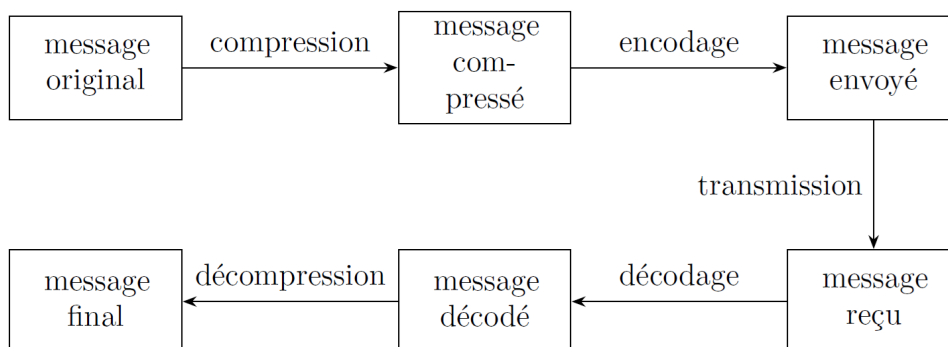 message
original
compression
message
com-
pressé
encodage
message
envoyé
transmission
message
final
décompression
message
décodé
décodage
message
reçu